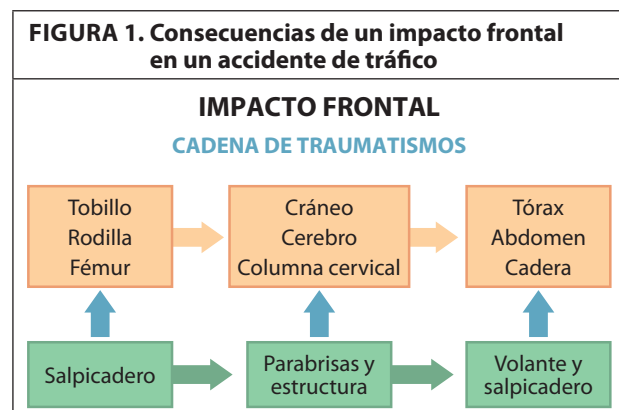 FIGURA 1. Consecuencias de un impacto frontal
en un accidente de tráfico
IMPACTO FRONTAL
CADENA DE TRAUMATISMOS
Tobillo
Rodilla
Fémur
Cráneo
Cerebro
Columna cervical
Tórax
Abdomen
Cadera
Salpicadero
Parabrisas y
estructura
Volante y
salpicadero